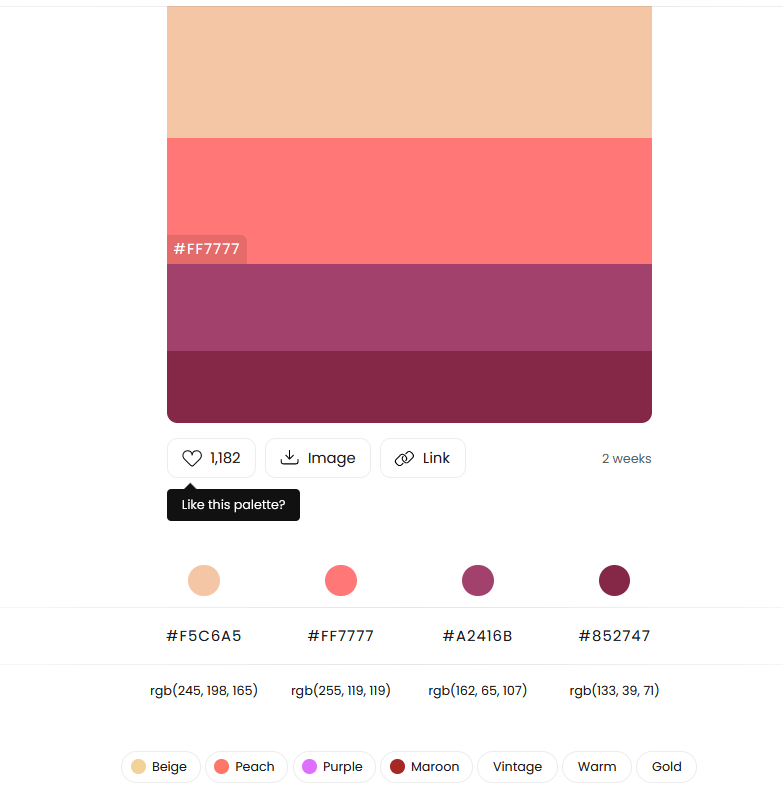 #FF7777
1,182 Image Link 2 weeks
Like this palette?
#F5C6A5 #FF7777 #A2416B #852747
rgb(245, 198, 165) rgb(255, 119, 119) rgb(162, 65, 107) rgb(133, 39, 71)
Beige Peach Purple Maroon Vintage Warm Gold